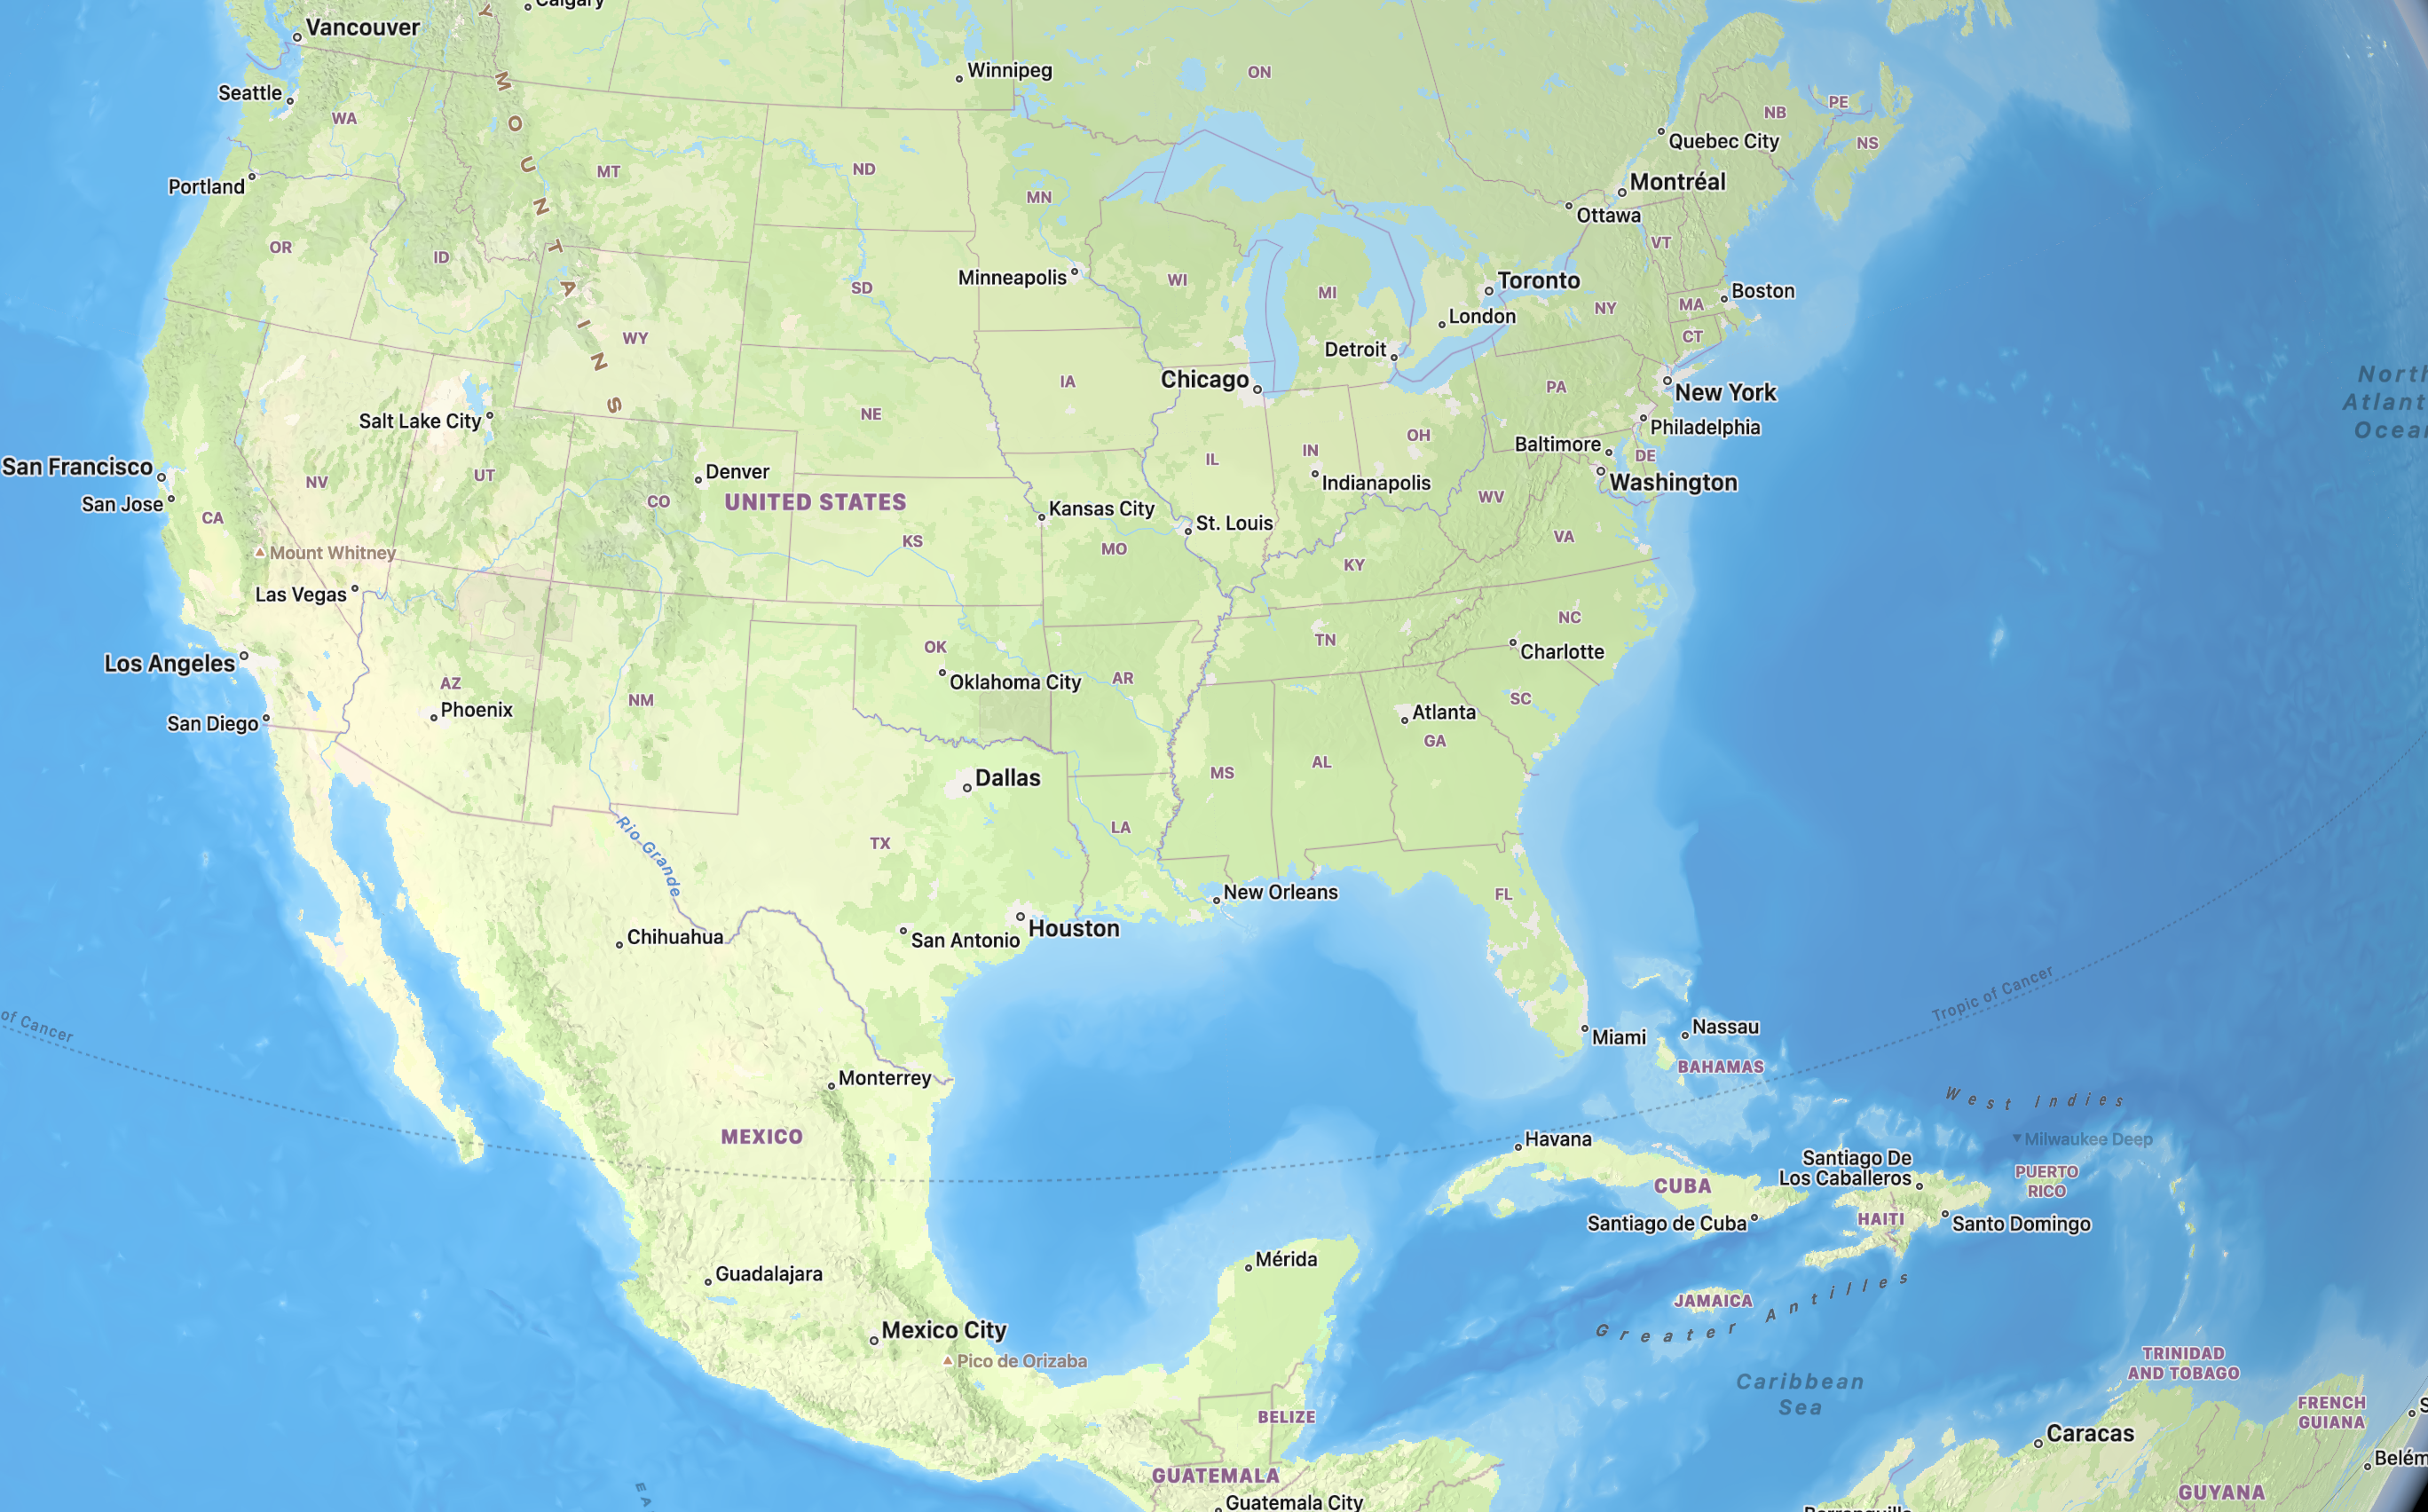 Calgary
Vancouver
Winnipeg
ON
Seattle
WA
MOUNTAINS
NB
PE
NS
Quebec City
Portland
MT
ND
MN
Montréal
Ottawa
OR
ID
SD
Minneapolis
WI
MI
VT
Toronto
London
NY
MA
Boston
CT
WY
Detroit
Chicago
IA
PA
New York
North
Atlant
Ocean
Salt Lake City
NE
OH
Philadelphia
Baltimore
DE
San Francisco
San Jose
NV
UT
Denver
CO
UNITED STATES
IL
IN
Indianapolis
WV
Washington
CA
Kansas City
St. Louis
Mount Whitney
KS
MO
KY
VA
Las Vegas
NC
Los Angeles
OK
TN
Charlotte
AZ
Phoenix
NM
Oklahoma City
AR
SC
San Diego
Atlanta
GA
Dallas
MS
AL
TX
LA
Rio Grande
New Orleans
FL
Chihuahua
San Antonio
Houston
of Cancer
Tropic of Cancer
Miami
Nassau
BAHAMAS
Monterrey
West Indies
MEXICO
Havana
Milwaukee Deep
Santiago De
Los Caballeros
PUERTO
RICO
CUBA
Santiago de Cuba
HAITI
Santo Domingo
Mérida
Guadalajara
JAMAICA
Greater Antilles
Mexico City
Pico de Orizaba
TRINIDAD
AND TOBAGO
Caribbean
Sea
BELIZE
FRENCH
GUIANA
Caracas
GUATEMALA
Belém
GUYANA
Guatemala City